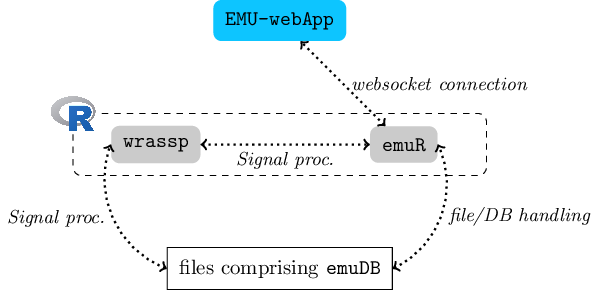 EMU-webApp
websocket connection
R
wrassp
emuR
Signal proc.
Signal proc.
file/DB handling
files comprising emuDB